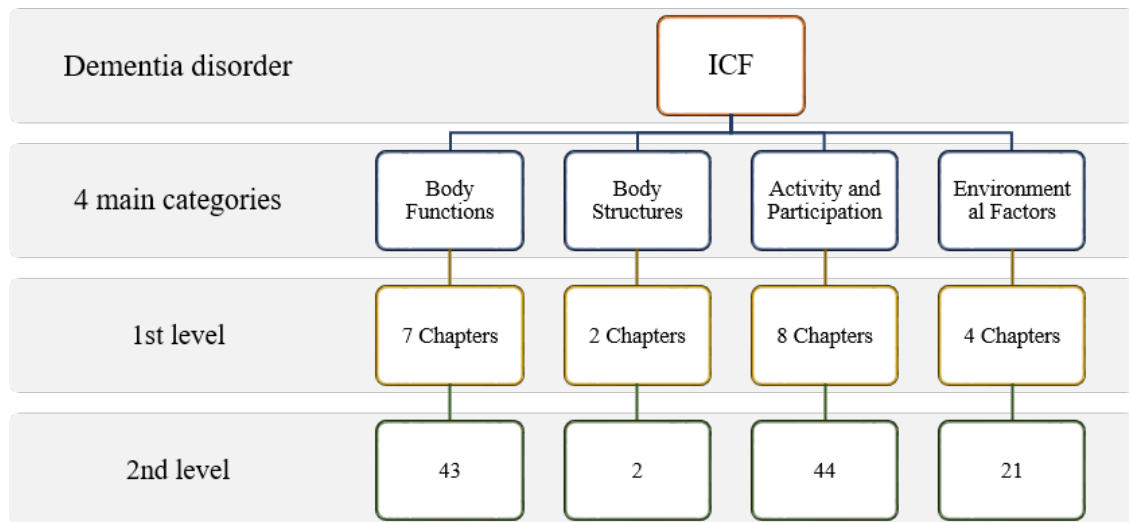 Dementia disorder
ICF
4 main categories
Body
Functions
Body
Structures
Activity and
Participation
Environment
al Factors
1st level
7 Chapters
2 Chapters
8 Chapters
4 Chapters
2nd level
43
2
44
21